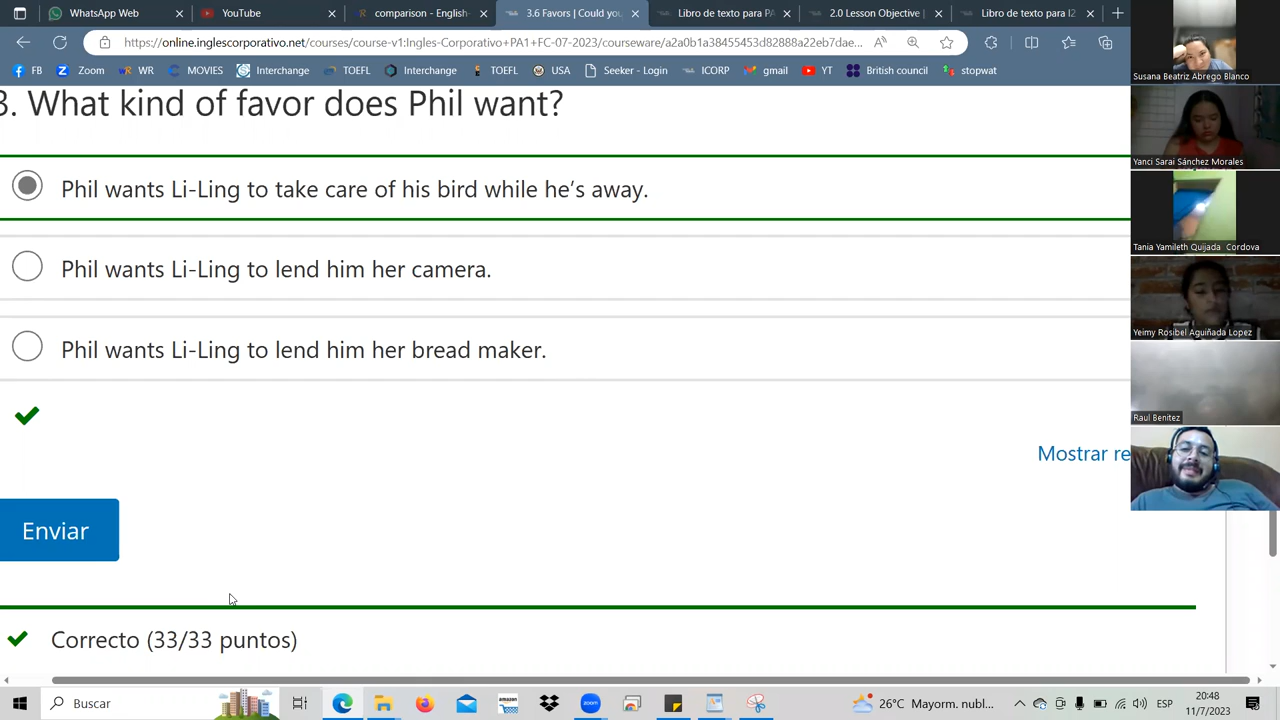 WhatsApp Web
YouTube
comparison - English-
3.6 Favors | Could you
Libro de texto para PA
2.0 Lesson Objective |
Libro de texto para I2
https://online.inglescorporativo.net/courses/course-v1:Ingles-Corporativo+PA1+FC-07-2023/courseware/a2a0b1a38455453d82888a22eb7dae...
FB
Zoom
WR
MOVIES
Interchange
TOEFL
Interchange
TOEFL
USA
Seeker - Login
ICORP
gmail
YT
British council
stopwat
3. What kind of favor does Phil want?
Phil wants Li-Ling to take care of his bird while he’s away.
Phil wants Li-Ling to lend him her camera.
Phil wants Li-Ling to lend him her bread maker.
Mostrar re
Enviar
Correcto (33/33 puntos)
Susana Beatriz Abrego Blanco
Yanci Sarai Sánchez Morales
Tania Yamileth Quijada Cordova
Yeimy Rosibel Aguiñada Lopez
Raul Benitez
Buscar
26°C Mayorm. nubl...
ESP
20:48
11/7/2023